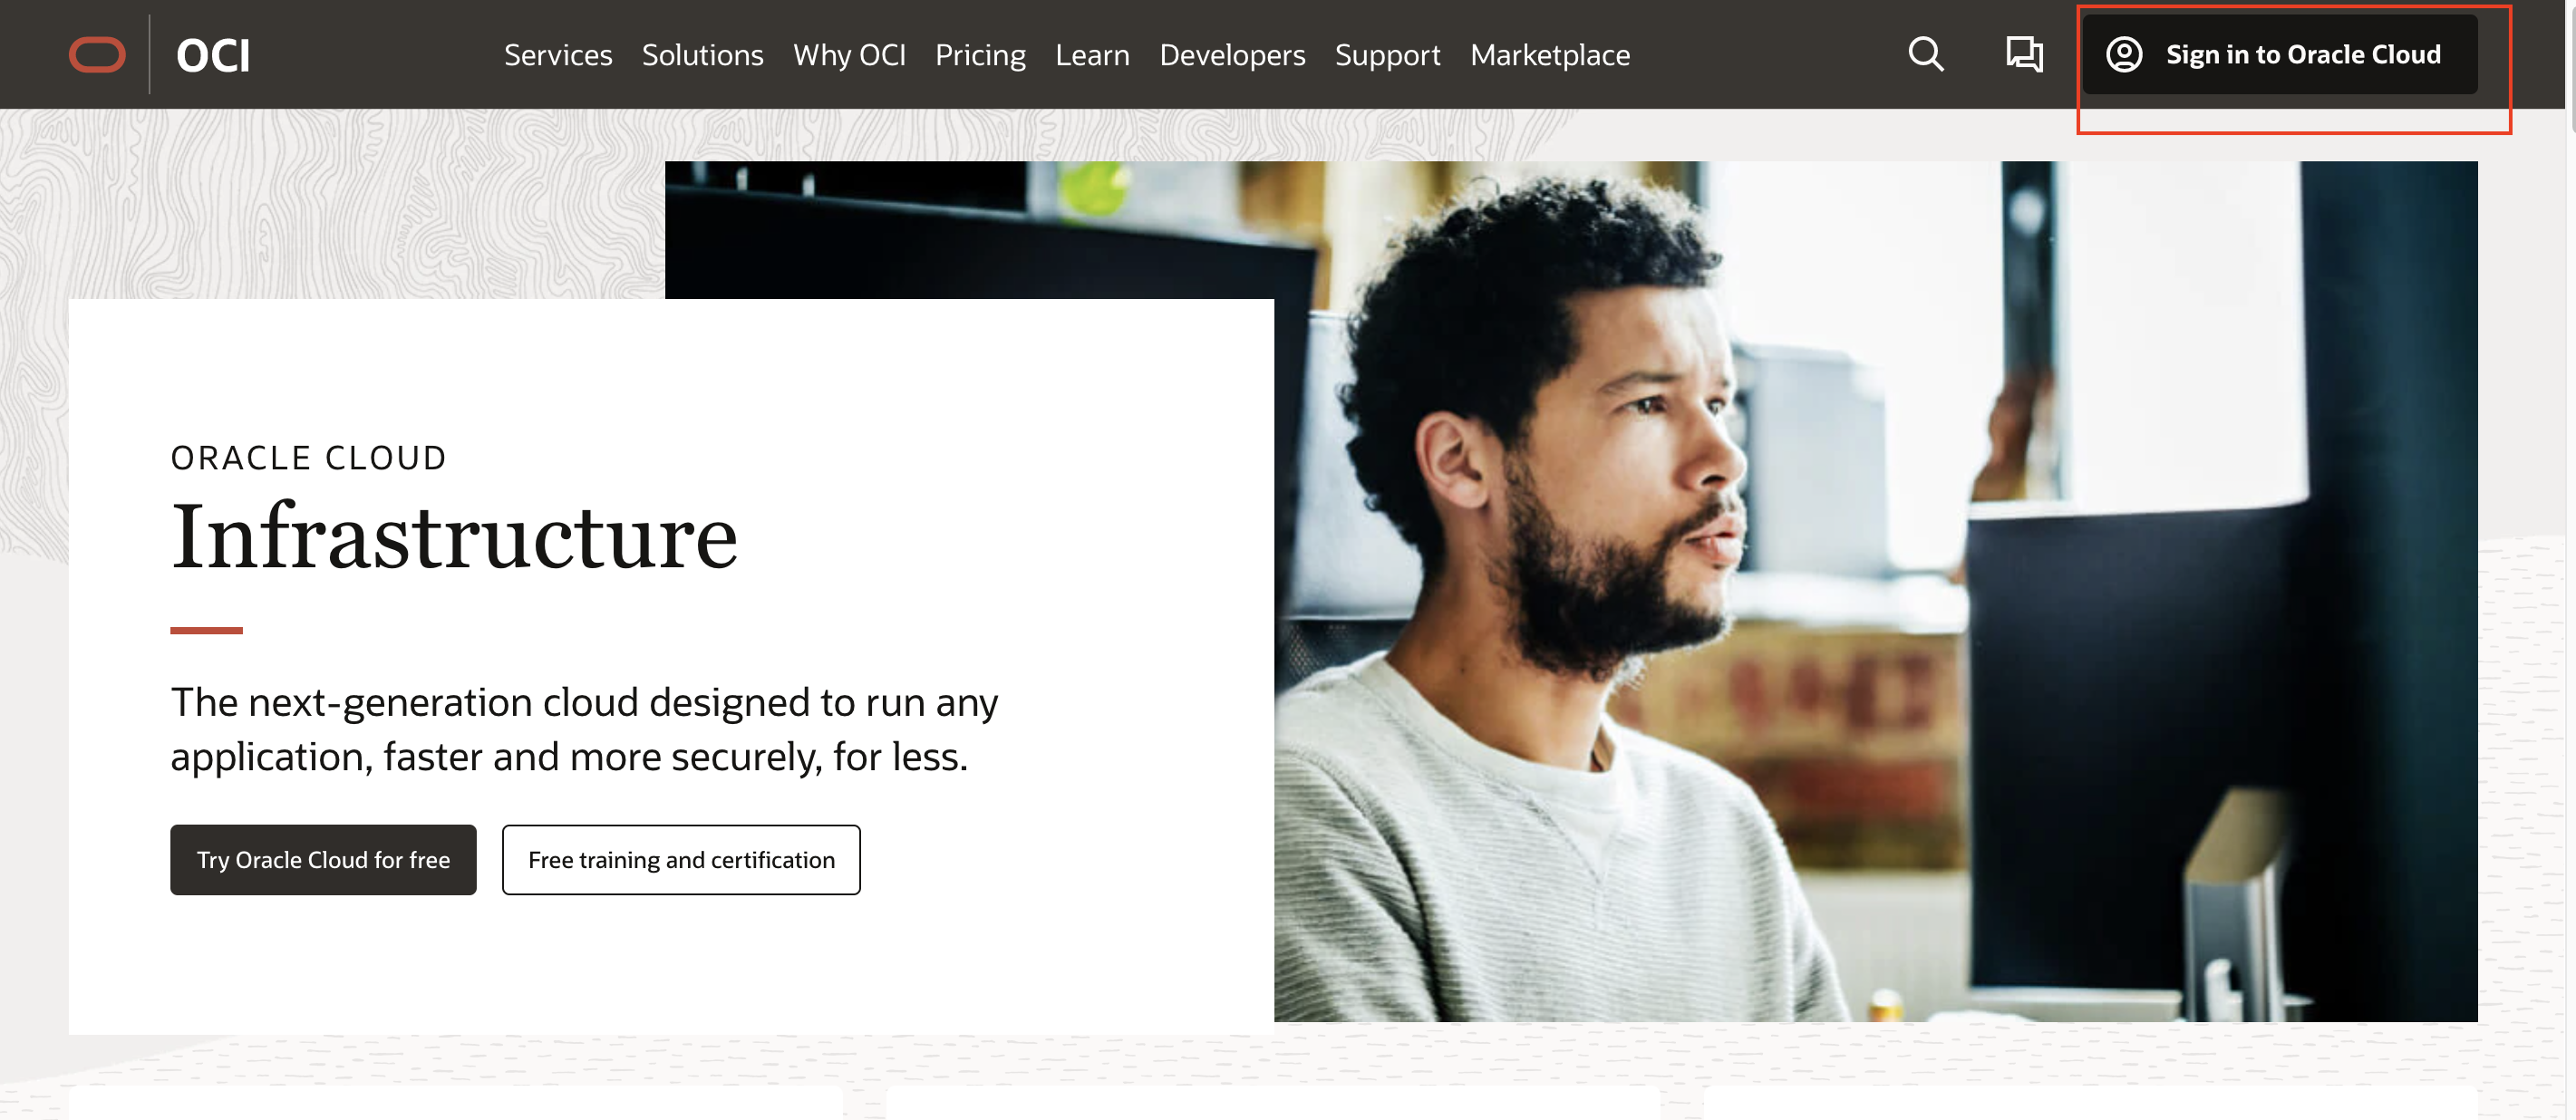 OCI
Services Solutions Why OCI Pricing Learn Developers Support Marketplace
Sign in to Oracle Cloud
ORACLE CLOUD
Infrastructure
The next-generation cloud designed to run any
application, faster and more securely, for less.
Try Oracle Cloud for free
Free training and certification